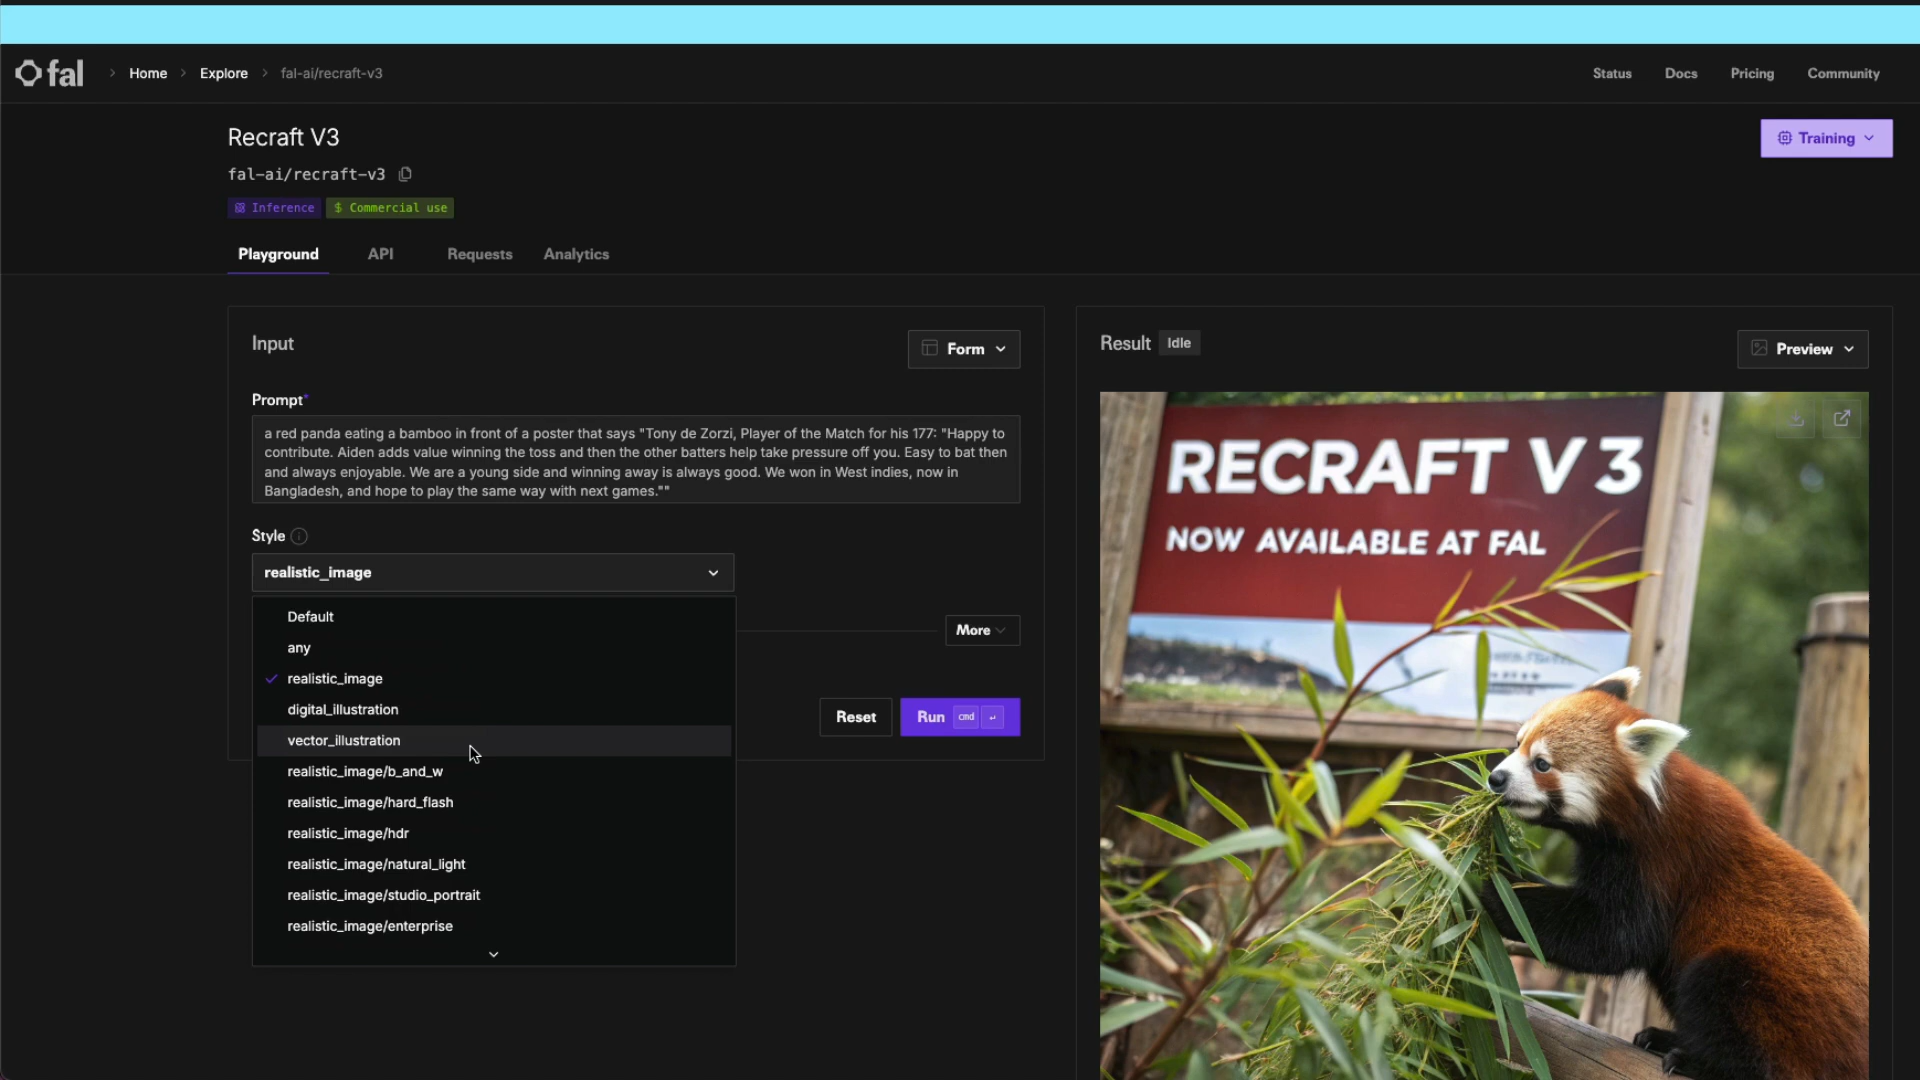 fal Home Explore fal-ai/recraft-v3 Status Docs Pricing Community
Recraft V3
Training
fal-ai/recraft-v3
Inference $ Commercial use
Playground API Requests Analytics
Input
Form
Prompt*
a red panda eating a bamboo in front of a poster that says "Tony de Zorzi, Player of the Match for his 177: "Happy to
contribute. Aiden adds value winning the toss and then the other batters help take pressure off you. Easy to bat then
and always enjoyable. We are a young side and winning away is always good. We won in West indies, now in
Bangladesh, and hope to play the same way with next games.""
Style
realistic_image
Default
any
realistic_image
digital_illustration
vector_illustration
realistic_image/b_and_w
realistic_image/hard_flash
realistic_image/hdr
realistic_image/natural_light
realistic_image/studio_portrait
realistic_image/enterprise
More
Reset
Run cmd
Result Idle
Preview
RECRAFT V3
NOW AVAILABLE AT FAL